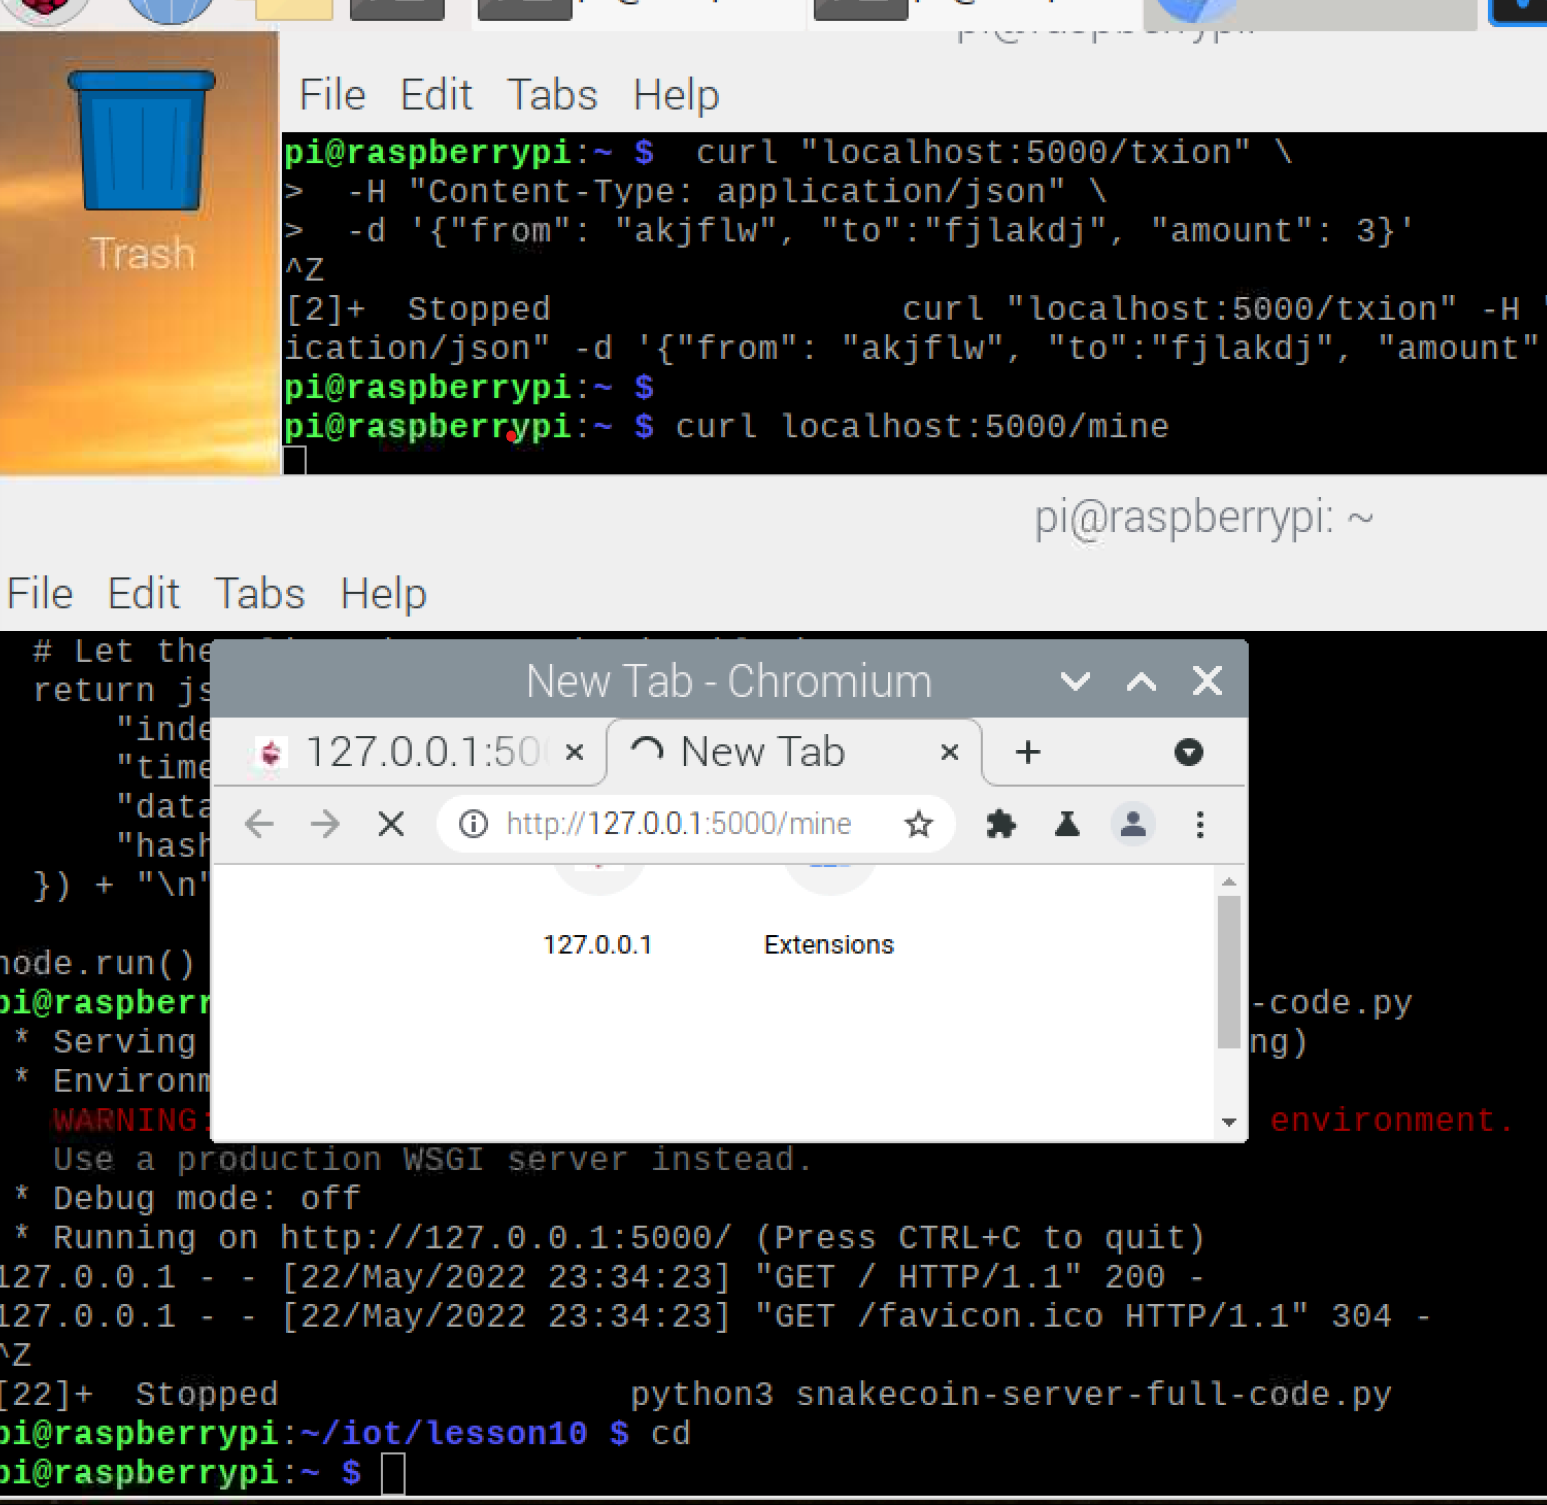 File Edit Tabs Help
pi@raspberrypi:~ $  curl "localhost:5000/txion" \
>  -H "Content-Type: application/json" \
>  -d '{"from": "akjflw", "to":"fjlakdj", "amount": 3}'
^Z
[2]+  Stopped                 curl "localhost:5000/txion" -H
ication/json" -d '{"from": "akjflw", "to":"fjlakdj", "amount"
pi@raspberrypi:~ $
pi@raspberrypi:~ $ curl localhost:5000/mine
Trash
pi@raspberrypi: ~
File Edit Tabs Help
# Let the
return js
"inde
"time
"data
"hash
}) + "\n"
node.run()
pi@raspberr -code.py
* Serving ng)
* Environm
WARNING: environment.
Use a production WSGI server instead.
* Debug mode: off
* Running on http://127.0.0.1:5000/ (Press CTRL+C to quit)
127.0.0.1 - - [22/May/2022 23:34:23] "GET / HTTP/1.1" 200 -
127.0.0.1 - - [22/May/2022 23:34:23] "GET /favicon.ico HTTP/1.1" 304 -
^Z
[22]+  Stopped                 python3 snakecoin-server-full-code.py
pi@raspberrypi:~/iot/lesson10 $ cd
pi@raspberrypi:~ $
New Tab - Chromium
127.0.0.1:500
New Tab
http://127.0.0.1:5000/mine
127.0.0.1
Extensions